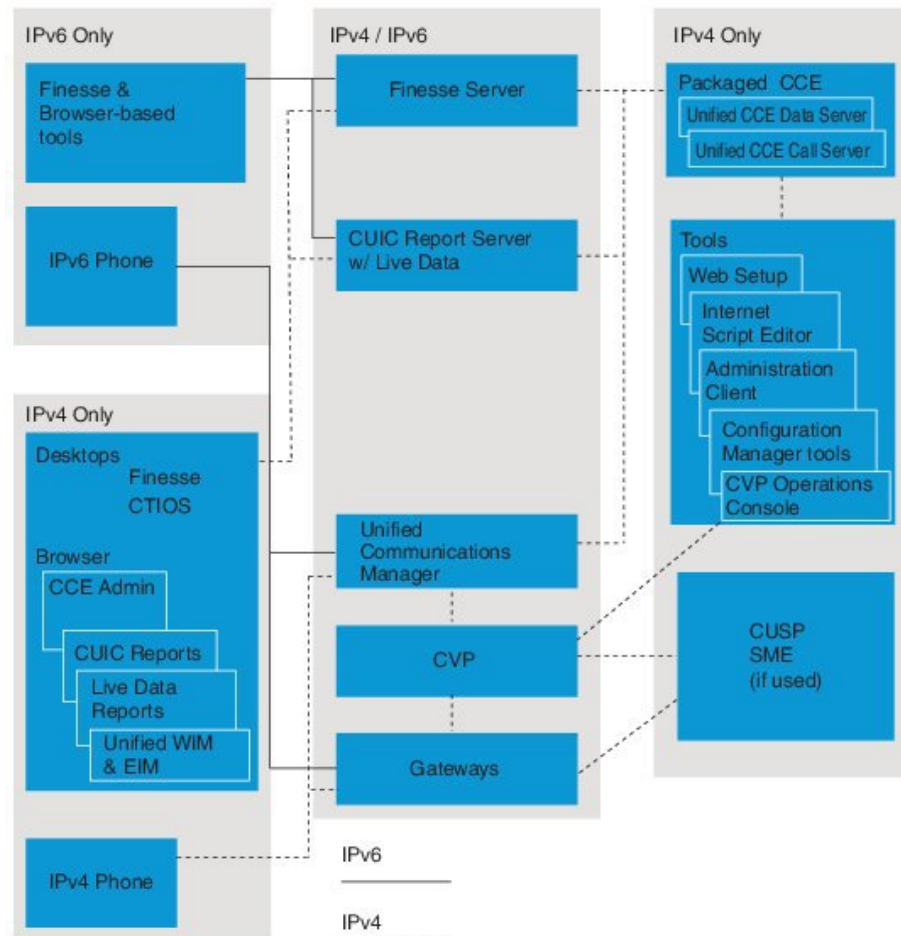 IPv6 Only
Finesse &
Browser-based
tools
IPv6 Phone
IPv4 Only
Desktops
Finesse
CTIOS
Browser
CCE Admin
CUIC Reports
Live Data
Reports
Unified WIM
& EIM
IPv4 Phone
IPv4 / IPv6
Finesse Server
CUIC Report Server
w/ Live Data
Unified
Communications
Manager
CVP
Gateways
IPv6
IPv4
IPv4 Only
Packaged CCE
Unified CCE Data Server
Unified CCE Call Server
Tools
Web Setup
Internet
Script Editor
Administration
Client
Configuration
Manager tools
CVP Operations
Console
CUSP
SME
(if used)